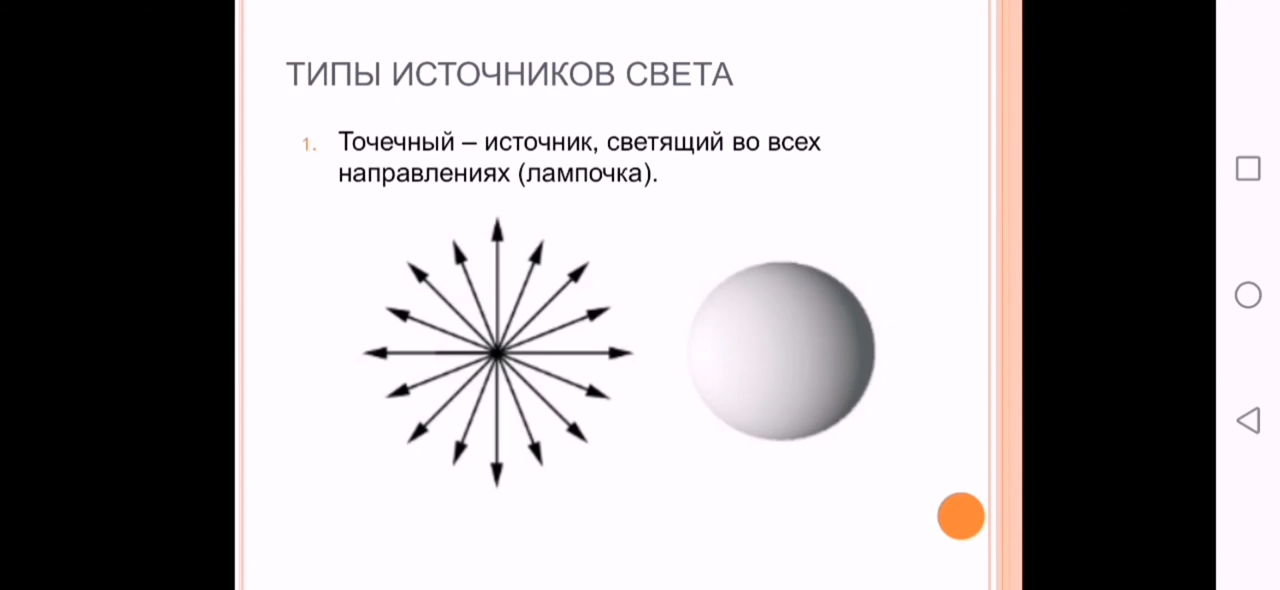 ТИПЫ ИСТОЧНИКОВ СВЕТА
1. Точечный – источник, светящий во всех
направлениях (лампочка).